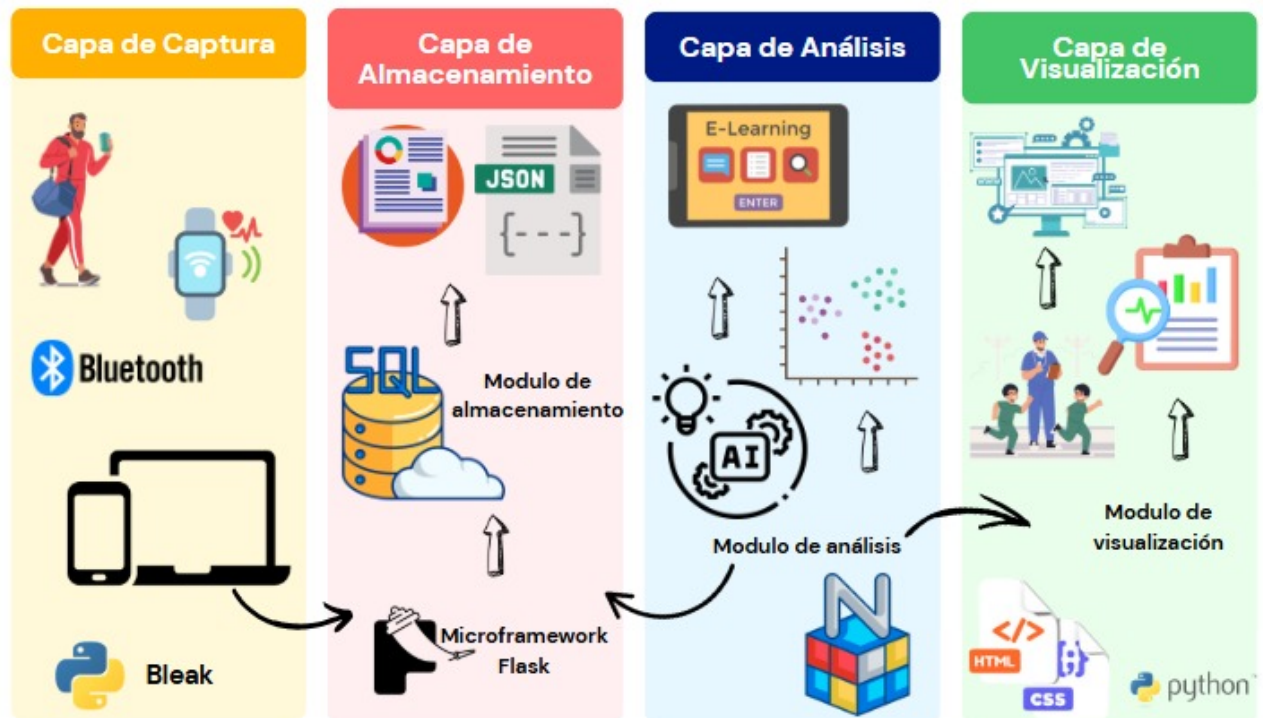 Capa de Captura
Bluetooth
Bleak
Capa de
Almacenamiento
JSON
{---}
SQL
Modulo de
almacenamiento
Microframework
Flask
Capa de Análisis
E-Learning
ENTER
AI
Modulo de análisis
N
Capa de
Visualización
Modulo de
visualización
</>
HTML
{;}
CSS
python